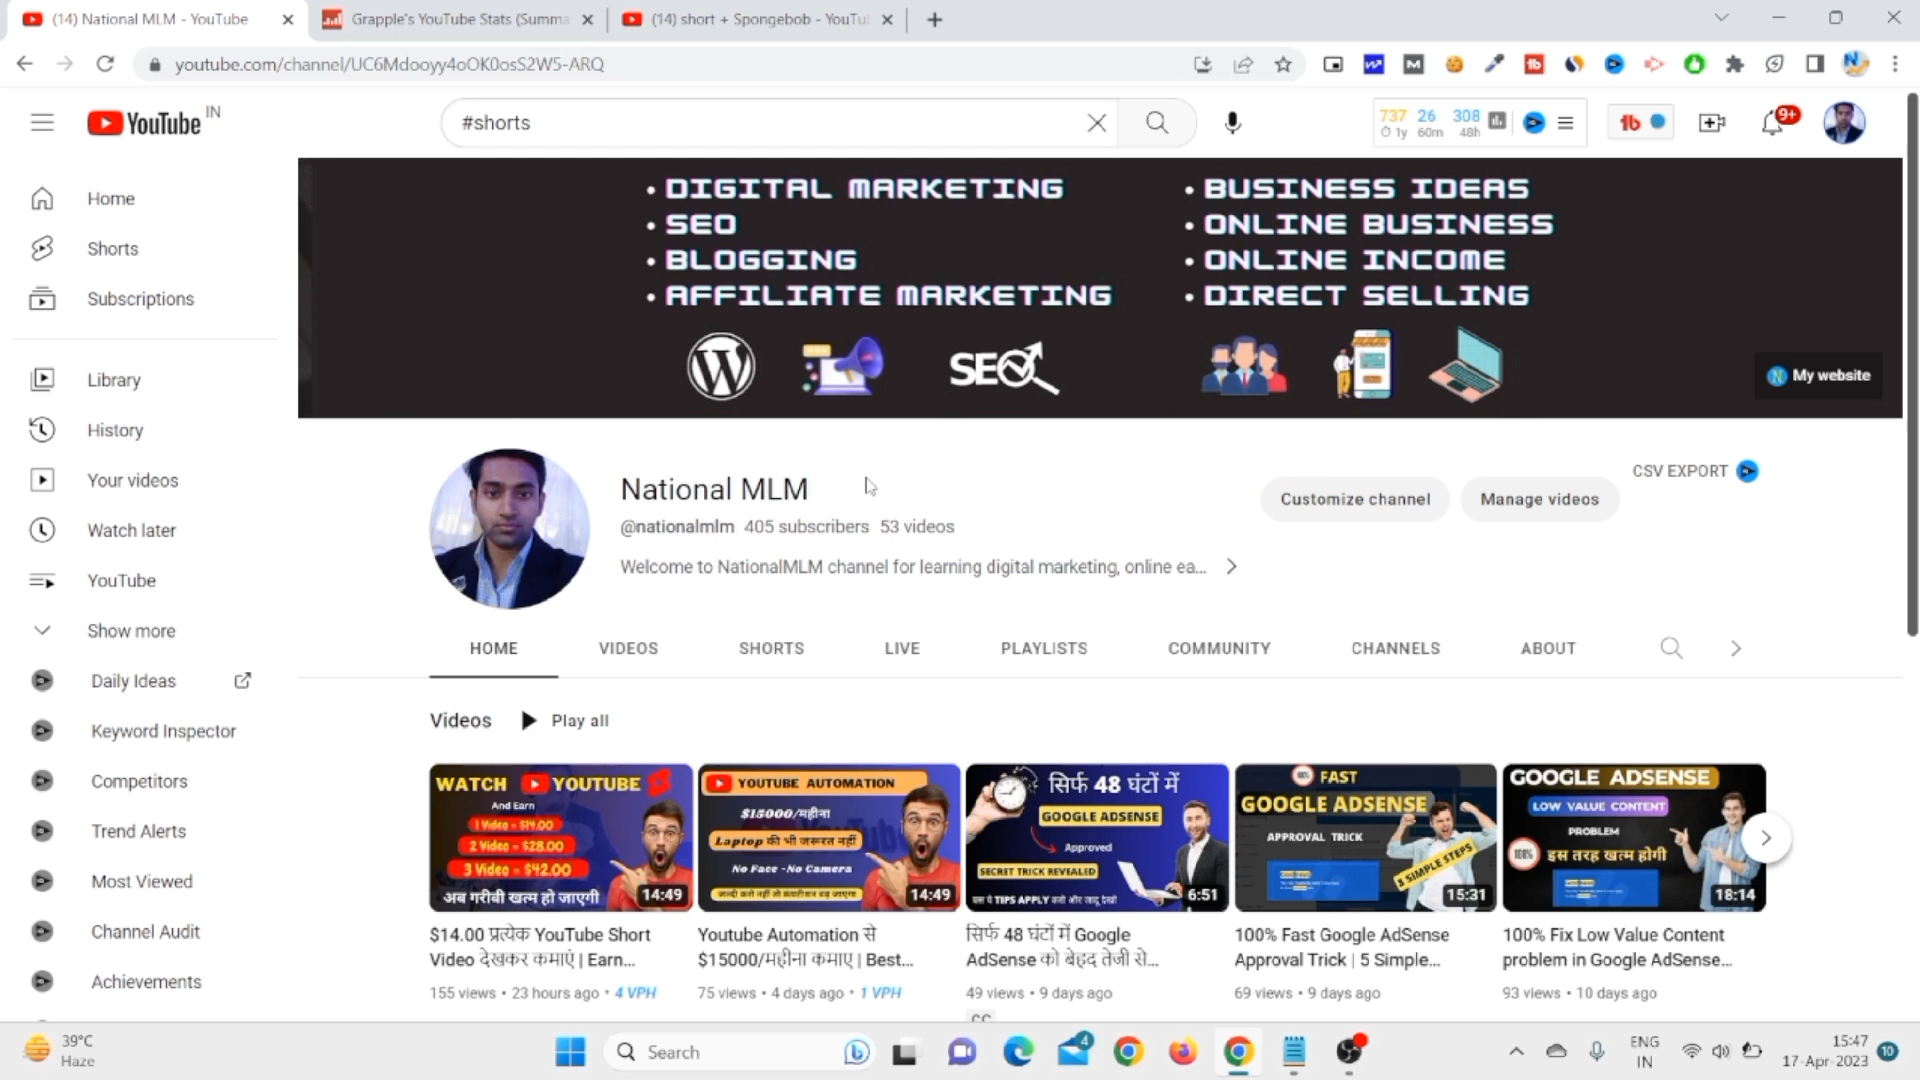 (14) National MLM - YouTube
Grapple's YouTube Stats (Summa
(14) short + Spongebob - YouTu
youtube.com/channel/UC6Mdooyy4oOK0osS2W5-ARQ
YouTube IN
#shorts
737 26 308
1y 60m 48h
9+
Home
Shorts
Subscriptions
Library
History
Your videos
Watch later
YouTube
Show more
Daily Ideas
Keyword Inspector
Competitors
Trend Alerts
Most Viewed
Channel Audit
Achievements
• DIGITAL MARKETING
• SEO
• BLOGGING
• AFFILIATE MARKETING
• BUSINESS IDEAS
• ONLINE BUSINESS
• ONLINE INCOME
• DIRECT SELLING
SEO
My website
National MLM
@nationalmlm 405 subscribers 53 videos
Welcome to NationalMLM channel for learning digital marketing, online ea...
Customize channel
Manage videos
CSV EXPORT
HOME VIDEOS SHORTS LIVE PLAYLISTS COMMUNITY CHANNELS ABOUT
Videos Play all
WATCH YOUTUBE
And Earn
1 Video = $14.00
2 Video = $28.00
3 Video = $42.00
अब गरीबी खत्म हो जाएगी
14:49
$14.00 प्रत्येक YouTube Short
Video देखकर कमाएं | Earn...
155 views • 23 hours ago • 4 VPH
YOUTUBE AUTOMATION
$15000/महीना
Laptop की भी जरूरत नहीं
No Face -No Camera
14:49
Youtube Automation से
$15000/महीना कमाए | Best...
75 views • 4 days ago • 1 VPH
सिर्फ 48 घंटों में
GOOGLE ADSENSE
Approved
SECRET TRICK REVEALED
बस ये TIPS APPLY करो और जादू देखो
6:51
सिर्फ 48 घंटों में Google
AdSense को बेहद तेजी से...
49 views • 9 days ago
CC
100% FAST
GOOGLE ADSENSE
APPROVAL TRICK
5 SIMPLE STEPS
15:31
100% Fast Google AdSense
Approval Trick | 5 Simple...
69 views • 9 days ago
GOOGLE ADSENSE
LOW VALUE CONTENT
PROBLEM
100% इस तरह खत्म होगी
18:14
100% Fix Low Value Content
problem in Google AdSense...
93 views • 10 days ago
39°C
Haze
Search
4
ENG
IN
15:47
17-Apr-2023
10